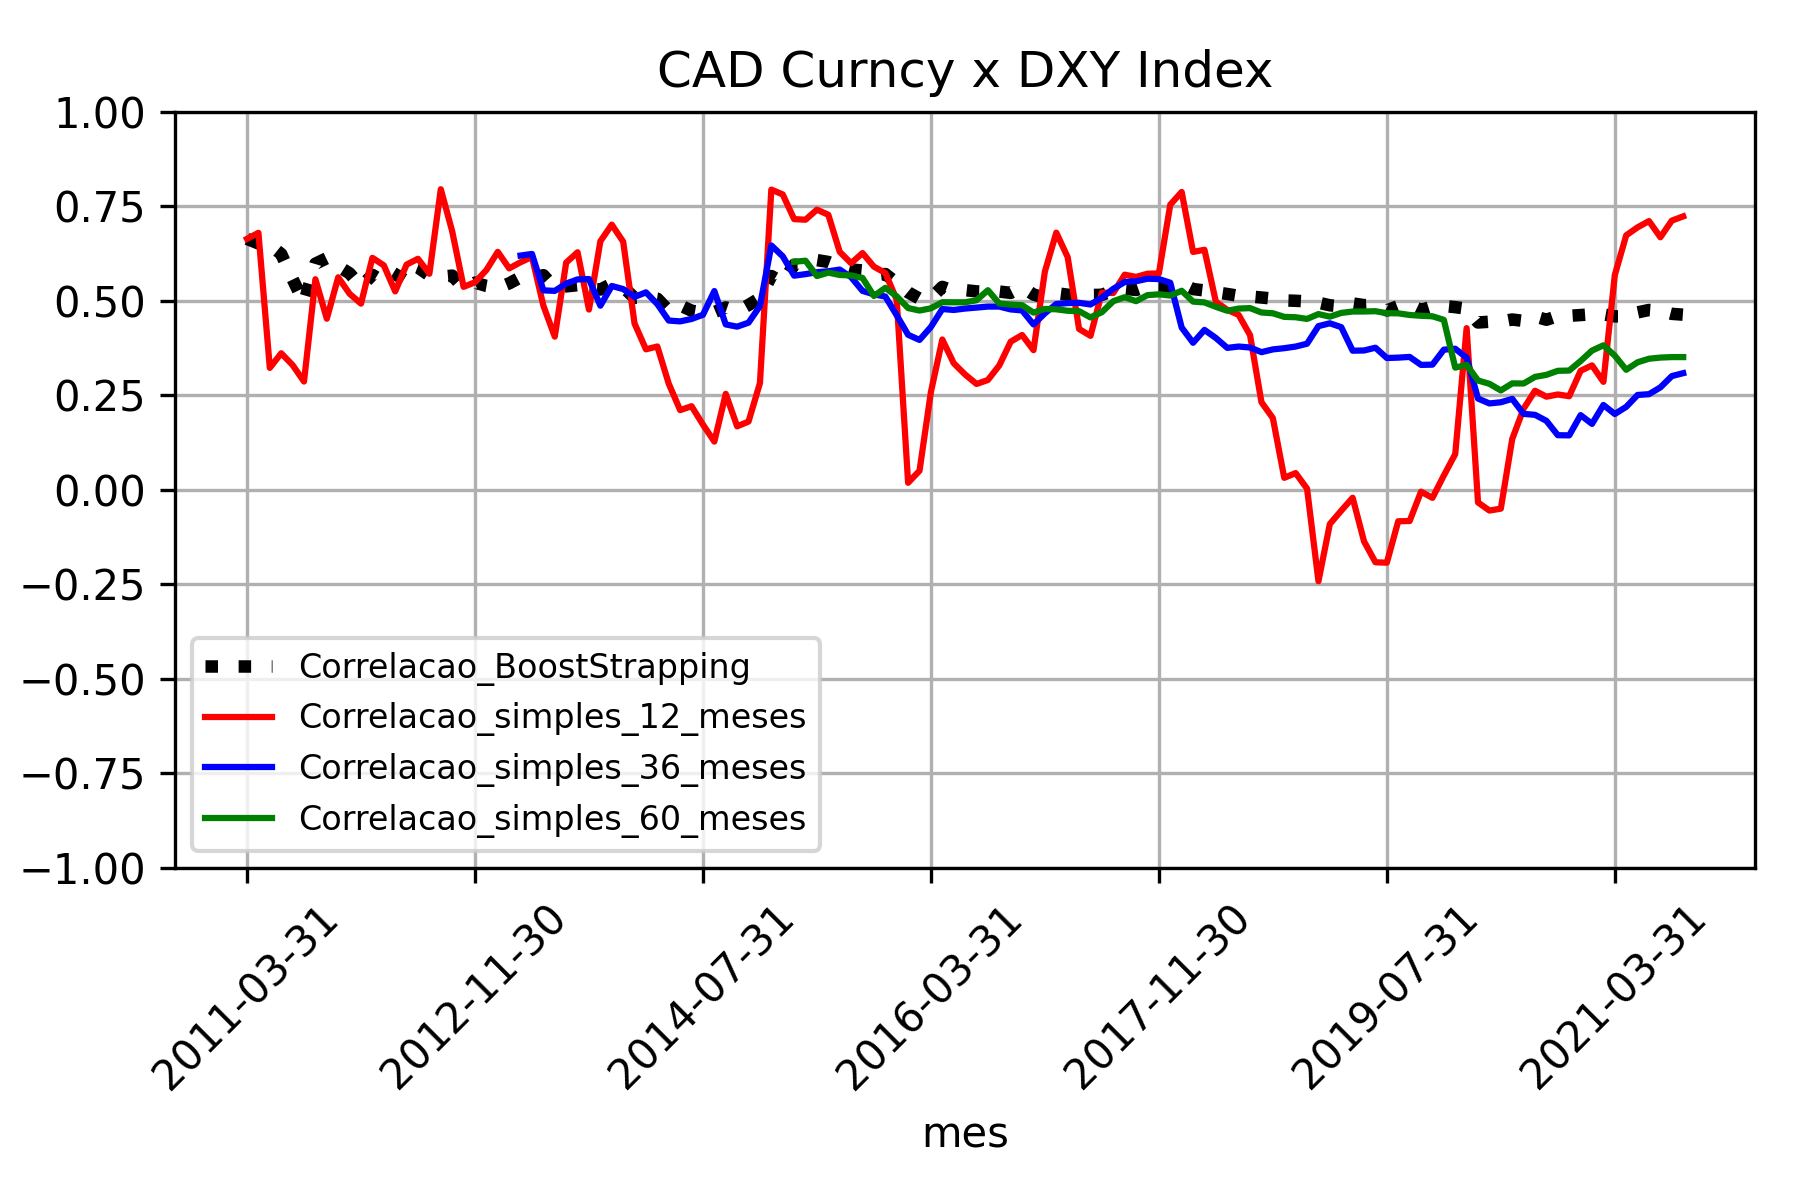 CAD Curncy x DXY Index
1.00
0.75
0.50
0.25
0.00
−0.25
−0.50
−0.75
−1.00
Correlacao_BoostStrapping
Correlacao_simples_12_meses
Correlacao_simples_36_meses
Correlacao_simples_60_meses
2011-03-31
2012-11-30
2014-07-31
2016-03-31
2017-11-30
2019-07-31
2021-03-31
mes